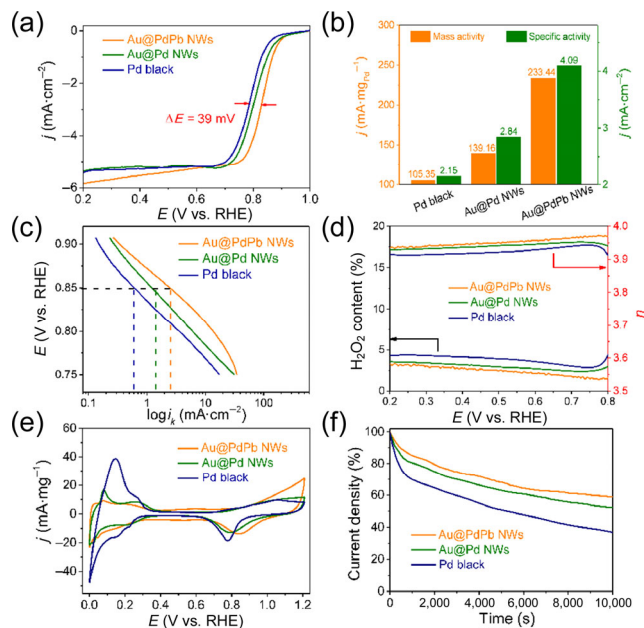 (a)
Au@PdPb NWs
Au@Pd NWs
Pd black
ΔE = 39 mV
j (mA·cm⁻²)
0
−2
−4
−6
0.2 0.4 0.6 0.8 1.0
E (V vs. RHE)
(b)
Mass activity
Specific activity
j (mA·mg_Pd⁻¹)
300
250
200
150
100
105.35
2.15
139.16
2.84
233.44
4.09
4
3
2
j (mA·cm⁻²)
Pd black
Au@Pd NWs
Au@PdPb NWs
(c)
Au@PdPb NWs
Au@Pd NWs
Pd black
E (V vs. RHE)
0.90
0.85
0.80
0.75
0.1 1 10 100
logi_k (mA·cm⁻²)
(d)
H₂O₂ content (%)
20
15
10
5
0
Au@PdPb NWs
Au@Pd NWs
Pd black
4.0
3.9
3.8
3.7
3.6
3.5
n
0.2 0.3 0.4 0.5 0.6 0.7 0.8
E (V vs. RHE)
(e)
Au@PdPb NWs
Au@Pd NWs
Pd black
j (mA·mg⁻¹)
60
40
20
0
−20
−40
0.0 0.2 0.4 0.6 0.8 1.0 1.2
E (V vs. RHE)
(f)
Current density (%)
100
80
60
40
20
0
Au@PdPb NWs
Au@Pd NWs
Pd black
0 2,000 4,000 6,000 8,000 10,000
Time (s)